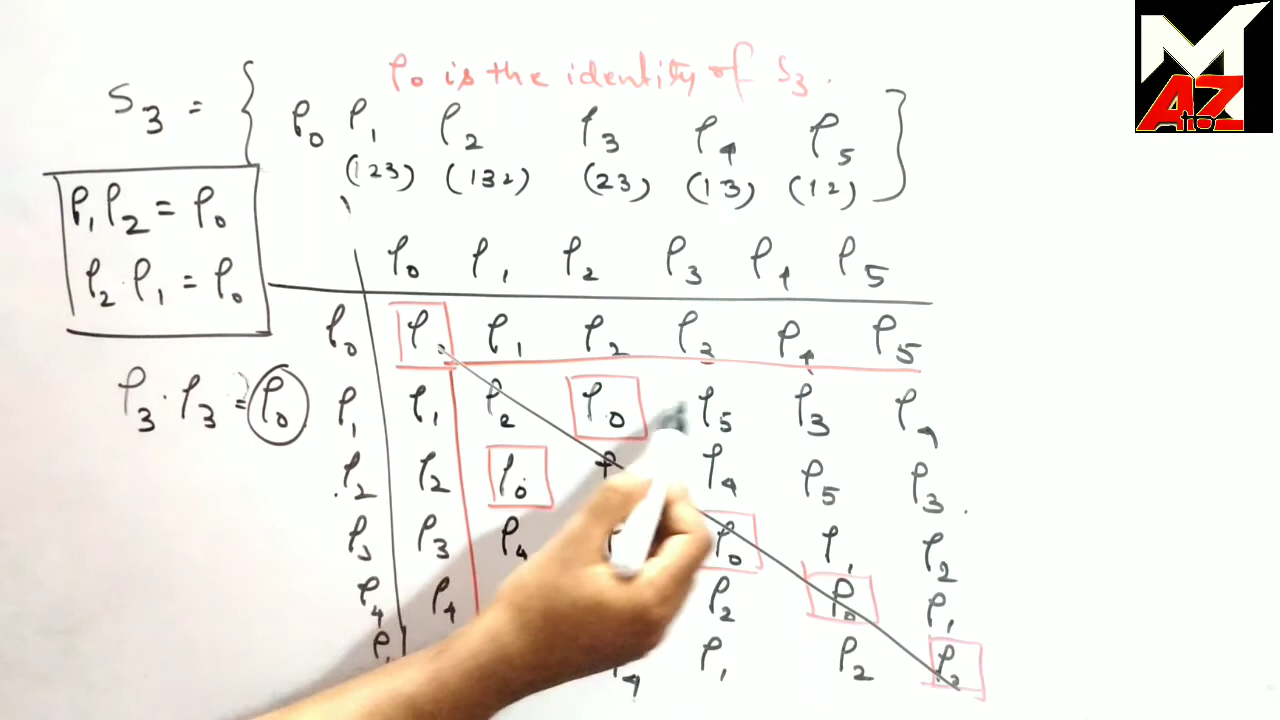 M
A to Z
ρ₀ is the identity of S₃.
S₃ = { ρ₀ ρ₁ ρ₂ ρ₃ ρ₄ ρ₅ }
(123) (132) (23) (13) (12)
ρ₁ρ₂ = ρ₀
ρ₂·ρ₁ = ρ₀
ρ₃·ρ₃ = ρ₀
ρ₀ ρ₁ ρ₂ ρ₃ ρ₄ ρ₅
ρ₀ ρ₀ ρ₁ ρ₂ ρ₃ ρ₄ ρ₅
ρ₁ ρ₁ ρ₂ ρ₀ ρ₅ ρ₃ ρ₄
ρ₂ ρ₂ ρ₀ ρ₄ ρ₅ ρ₃
ρ₃ ρ₃ ρ₄ ρ₀ ρ₁ ρ₂
ρ₄ ρ₄ ρ₂ ρ₀ ρ₁
ρ₄ ρ₁ ρ₂